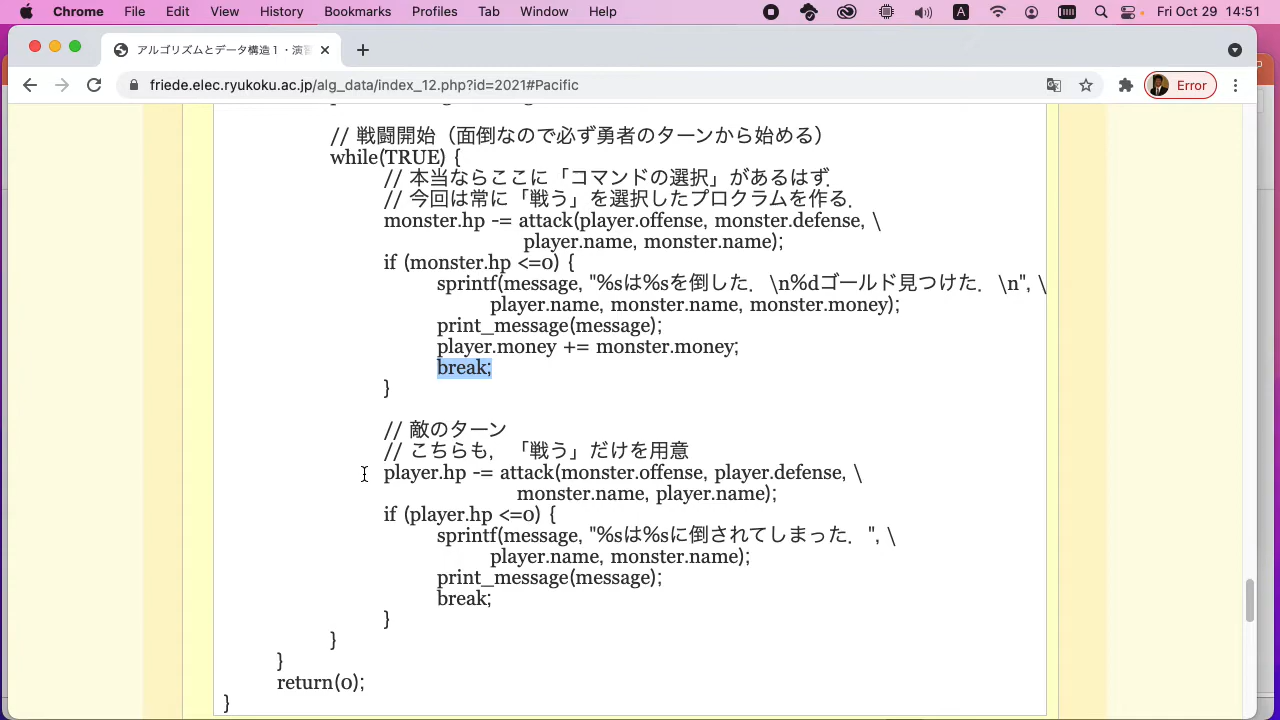 Chrome File Edit View History Bookmarks Profiles Tab Window Help A Fri Oct 29 14:51
アルゴリズムとデータ構造１・演習
friede.elec.ryukoku.ac.jp/alg_data/index_12.php?id=2021#Pacific
Error
// 戦闘開始（面倒なので必ず勇者のターンから始める）
while(TRUE) {
// 本当ならここに「コマンドの選択」があるはず．
// 今回は常に「戦う」を選択したプログラムを作る．
monster.hp -= attack(player.offense, monster.defense, \
player.name, monster.name);
if (monster.hp <=0) {
sprintf(message, "%sは%sを倒した．\n%dゴールド見つけた．\n", \
player.name, monster.name, monster.money);
print_message(message);
player.money += monster.money;
break;
}
// 敵のターン
// こちらも，「戦う」だけを用意
player.hp -= attack(monster.offense, player.defense, \
monster.name, player.name);
if (player.hp <=0) {
sprintf(message, "%sは%sに倒されてしまった．", \
player.name, monster.name);
print_message(message);
break;
}
}
}
return(0);
}